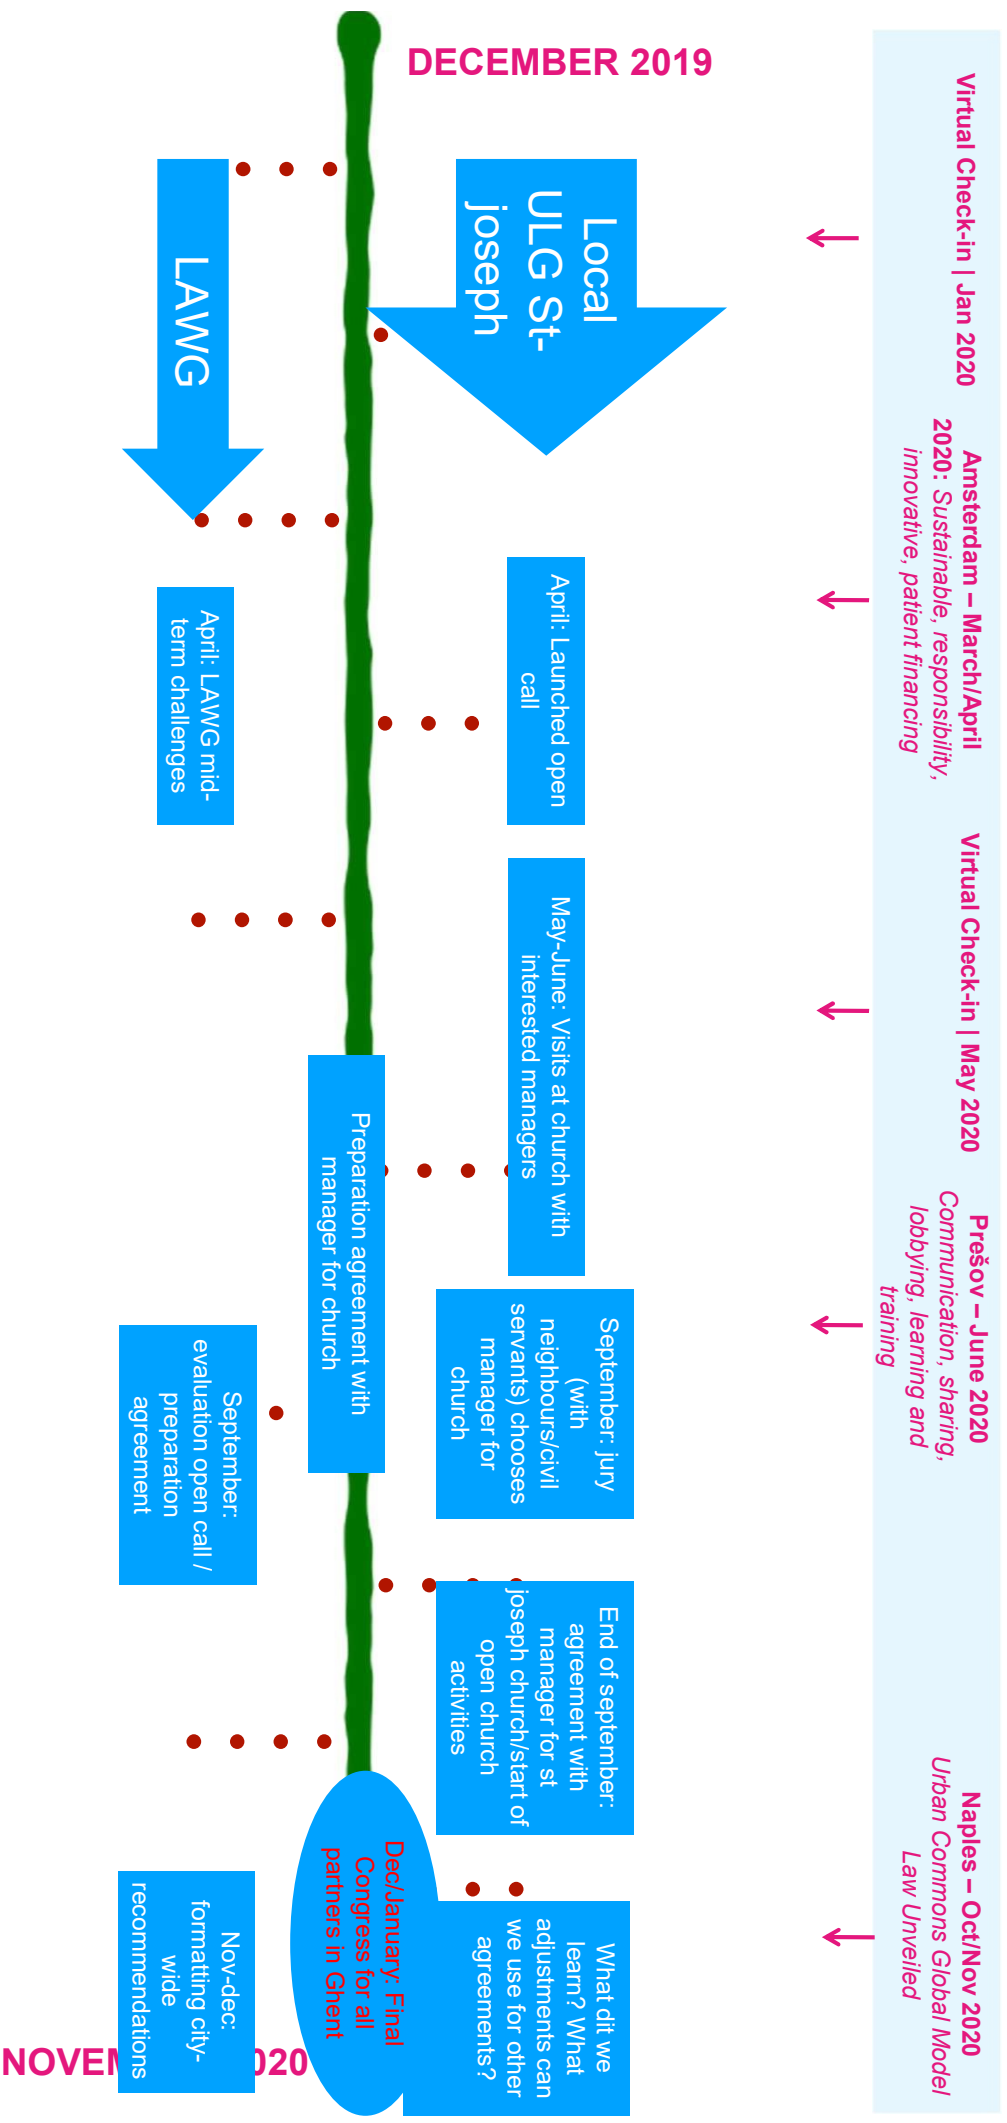 DECEMBER 2019
Virtual Check-in | Jan 2020
Amsterdam – March/April
2020: Sustainable, responsibility,
innovative, patient financing
Virtual Check-in | May 2020
Prešov – June 2020
Communication, sharing,
lobbying, learning and
training
Naples – Oct/Nov 2020
Urban Commons Global Model
Law Unveiled
Local
ULG St-
joseph
April: Launched open
call
May-June: Visits at church with
interested managers
September: jury
(with
neighbours/civil
servants) chooses
manager for
church
End of september:
agreement with
manager for st
joseph church/start of
open church
activities
What dit we
learn? What
adjustments can
we use for other
agreements?
Preparation agreement with
manager for church
Dec/January: Final
Congress for all
partners in Ghent
LAWG
April: LAWG mid-
term challenges
September:
evaluation open call /
preparation
agreement
Nov-dec:
formatting city-
wide
recommendations
NOVEM 020